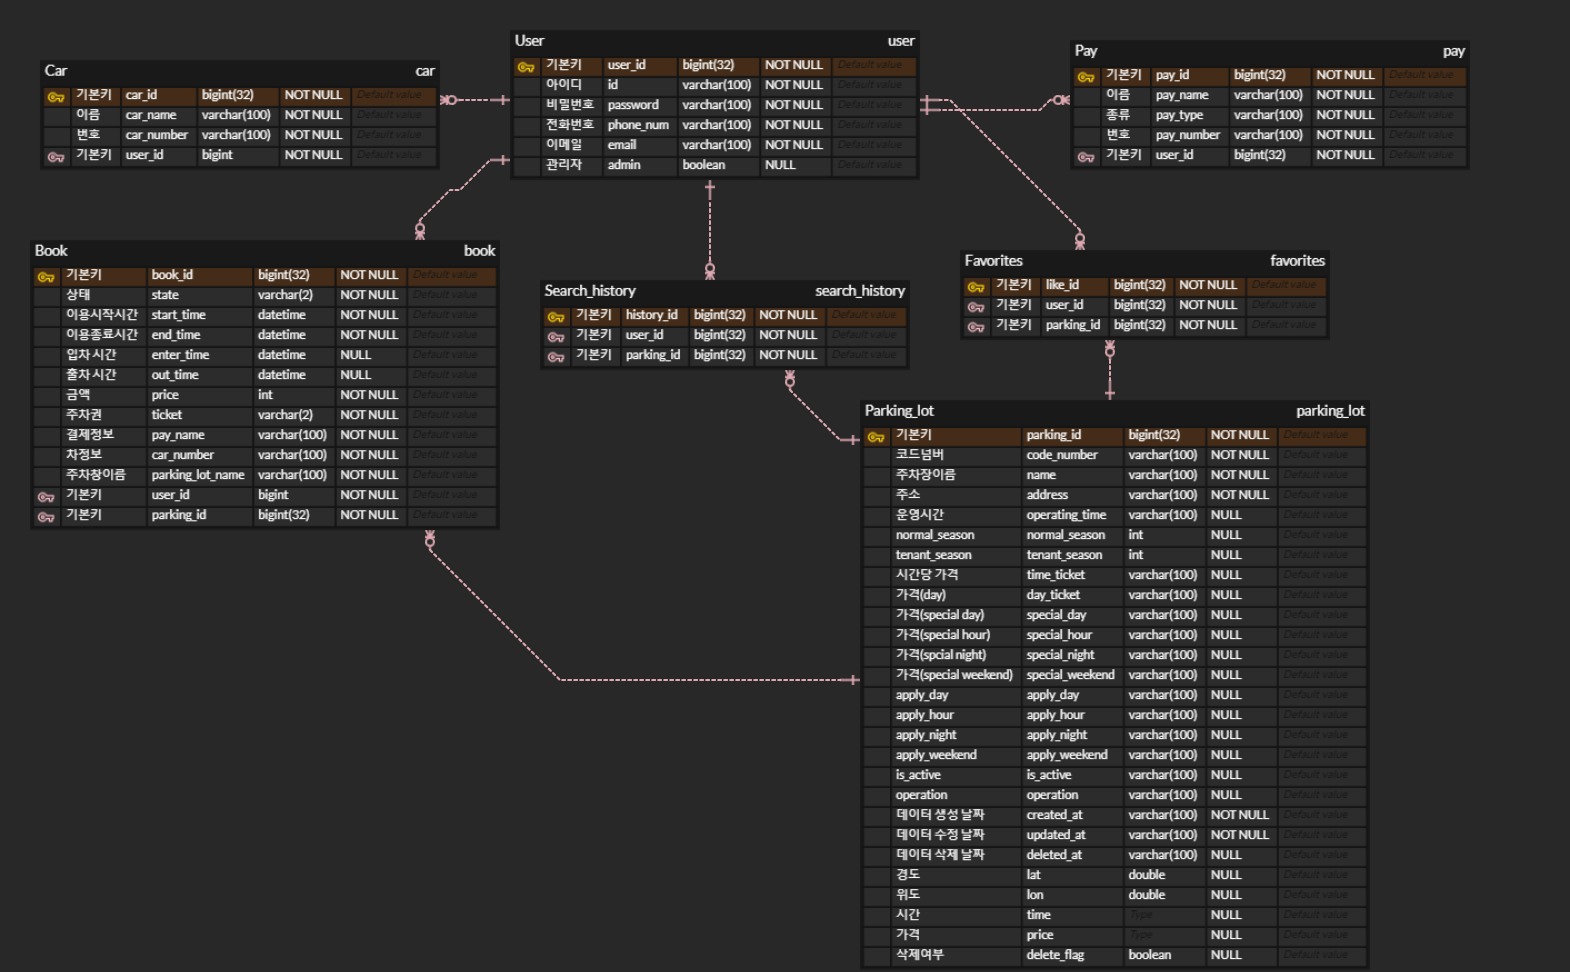 Car car
기본키 car_id bigint(32) NOT NULL Default value
이름 car_name varchar(100) NOT NULL Default value
번호 car_number varchar(100) NOT NULL Default value
기본키 user_id bigint NOT NULL Default value
User user
기본키 user_id bigint(32) NOT NULL Default value
아이디 id varchar(100) NOT NULL Default value
비밀번호 password varchar(100) NOT NULL Default value
전화번호 phone_num varchar(100) NOT NULL Default value
이메일 email varchar(100) NOT NULL Default value
관리자 admin boolean NULL Default value
Pay pay
기본키 pay_id bigint(32) NOT NULL Default value
이름 pay_name varchar(100) NOT NULL Default value
종류 pay_type varchar(100) NOT NULL Default value
번호 pay_number varchar(100) NOT NULL Default value
기본키 user_id bigint(32) NOT NULL Default value
Book book
기본키 book_id bigint(32) NOT NULL Default value
상태 state varchar(2) NOT NULL Default value
이용시작시간 start_time datetime NOT NULL Default value
이용종료시간 end_time datetime NOT NULL Default value
입차 시간 enter_time datetime NULL Default value
출차 시간 out_time datetime NULL Default value
금액 price int NOT NULL Default value
주차권 ticket varchar(2) NOT NULL Default value
결제정보 pay_name varchar(100) NOT NULL Default value
차정보 car_number varchar(100) NOT NULL Default value
주차창이름 parking_lot_name varchar(100) NOT NULL Default value
기본키 user_id bigint NOT NULL Default value
기본키 parking_id bigint(32) NOT NULL Default value
Search_history search_history
기본키 history_id bigint(32) NOT NULL Default value
기본키 user_id bigint(32) NOT NULL Default value
기본키 parking_id bigint(32) NOT NULL Default value
Favorites favorites
기본키 like_id bigint(32) NOT NULL Default value
기본키 user_id bigint(32) NOT NULL Default value
기본키 parking_id bigint(32) NOT NULL Default value
Parking_lot parking_lot
기본키 parking_id bigint(32) NOT NULL Default value
코드넘버 code_number varchar(100) NOT NULL Default value
주차장이름 name varchar(100) NOT NULL Default value
주소 address varchar(100) NOT NULL Default value
운영시간 operating_time varchar(100) NULL Default value
normal_season normal_season int NULL Default value
tenant_season tenant_season int NULL Default value
시간당 가격 time_ticket varchar(100) NULL Default value
가격(day) day_ticket varchar(100) NULL Default value
가격(special day) special_day varchar(100) NULL Default value
가격(special hour) special_hour varchar(100) NULL Default value
가격(spcial night) special_night varchar(100) NULL Default value
가격(special weekend) special_weekend varchar(100) NULL Default value
apply_day apply_day varchar(100) NULL Default value
apply_hour apply_hour varchar(100) NULL Default value
apply_night apply_night varchar(100) NULL Default value
apply_weekend apply_weekend varchar(100) NULL Default value
is_active is_active varchar(100) NULL Default value
operation operation varchar(100) NULL Default value
데이터 생성 날짜 created_at varchar(100) NOT NULL Default value
데이터 수정 날짜 updated_at varchar(100) NOT NULL Default value
데이터 삭제 날짜 deleted_at varchar(100) NULL Default value
경도 lat double NULL Default value
위도 lon double NULL Default value
시간 time Type NULL Default value
가격 price Type NULL Default value
삭제여부 delete_flag boolean NULL Default value